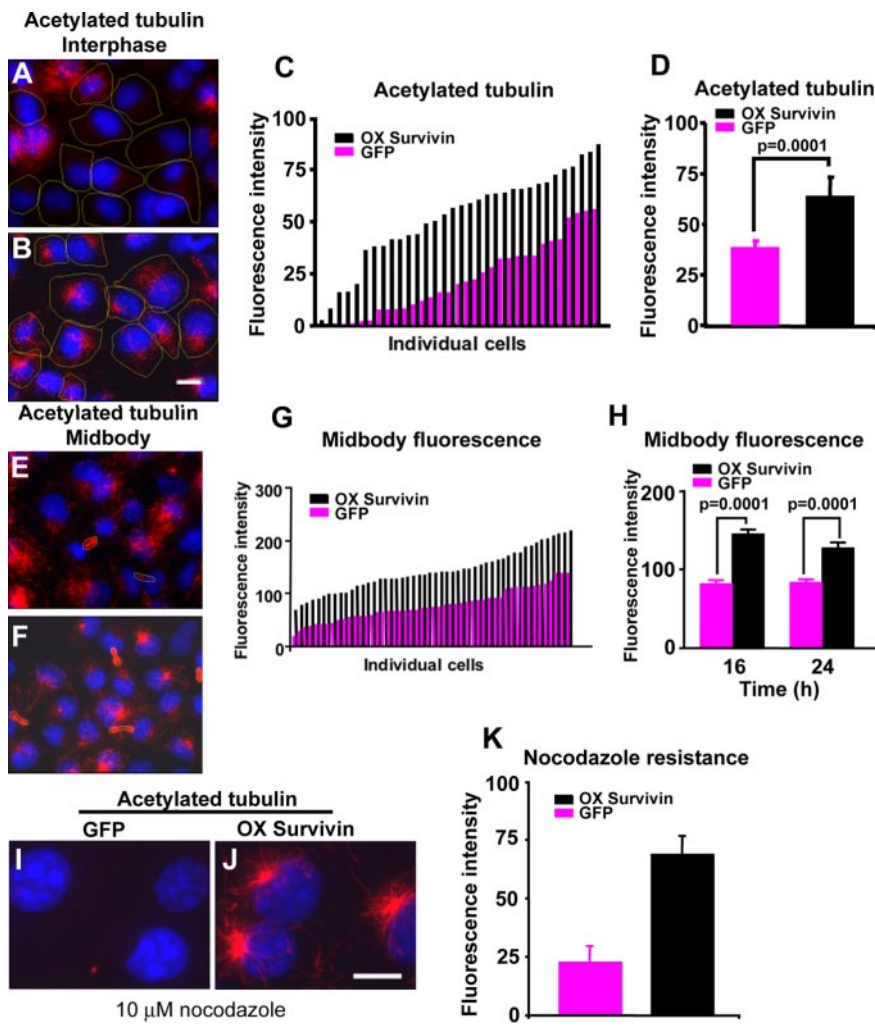 Acetylated tubulin
Interphase
A
B
C
Acetylated tubulin
Fluorescence intensity
100
75
50
25
0
OX Survivin
GFP
Individual cells
D
Acetylated tubulin
Fluorescence intensity
100
75
50
25
0
OX Survivin
GFP
p=0.0001
Acetylated tubulin
Midbody
E
F
G
Midbody fluorescence
Fluorescence intensity
300
200
100
0
OX Survivin
GFP
Individual cells
H
Midbody fluorescence
Fluorescence intensity
200
100
0
OX Survivin
GFP
p=0.0001 p=0.0001
16 24
Time (h)
Acetylated tubulin
GFP OX Survivin
I
J
10 μM nocodazole
K
Nocodazole resistance
Fluorescence intensity
100
75
50
25
0
OX Survivin
GFP